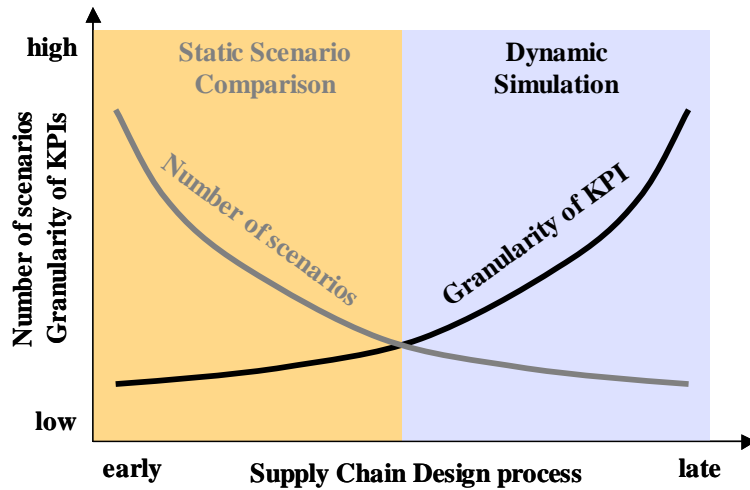 high
Static Scenario
Comparison
Dynamic
Simulation
Number of scenarios
Granularity of KPIs
Number of scenarios
Granularity of KPI
low
early
Supply Chain Design process
late